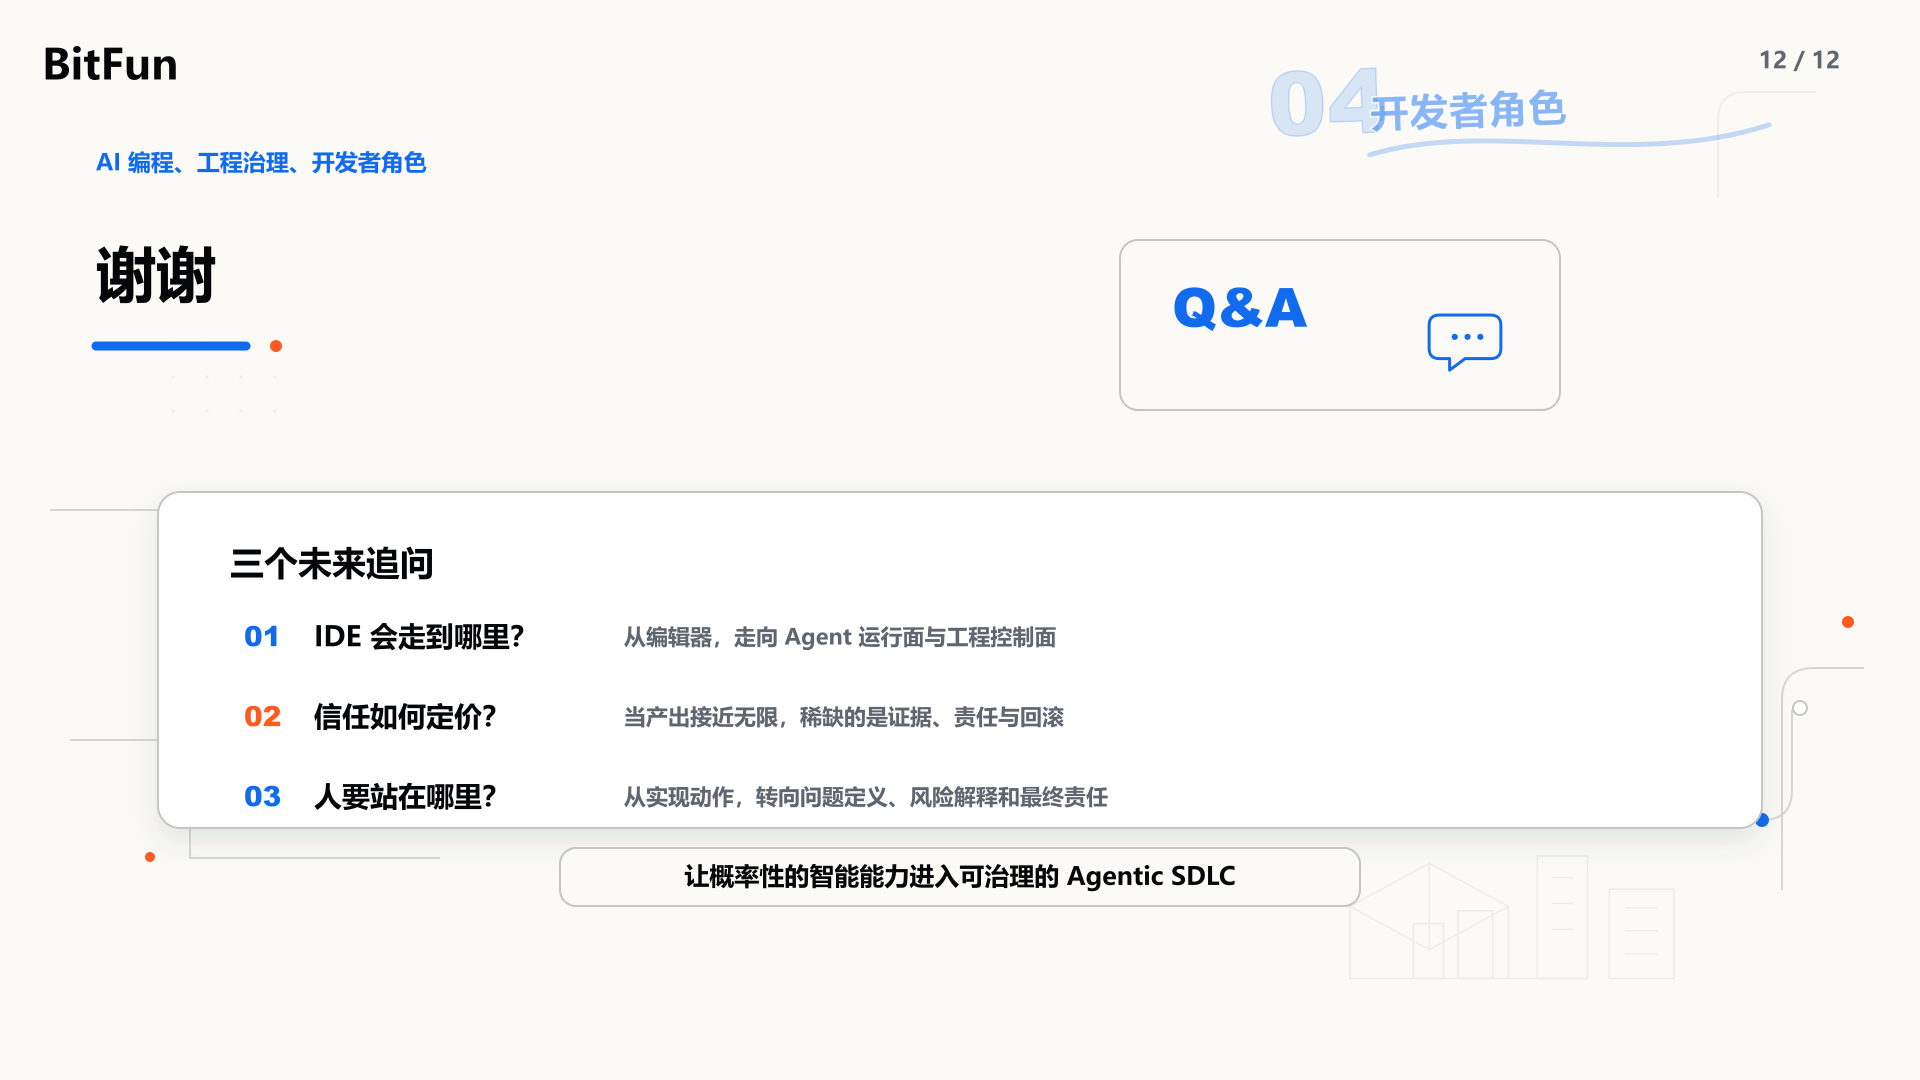 BitFun
12 / 12
04
开发者角色
AI 编程、工程治理、开发者角色
谢谢
Q&A
三个未来追问
01 IDE 会走到哪里? 从编辑器，走向 Agent 运行面与工程控制面
02 信任如何定价? 当产出接近无限，稀缺的是证据、责任与回滚
03 人要站在哪里? 从实现动作，转向问题定义、风险解释和最终责任
让概率性的智能能力进入可治理的 Agentic SDLC